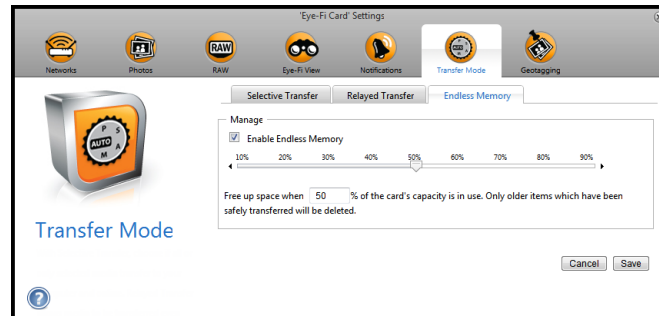 'Eye-Fi Card' Settings
RAW
AUTO
Networks Photos RAW Eye-Fi View Notifications Transfer Mode Geotagging
Selective Transfer Relayed Transfer Endless Memory
Manage
Enable Endless Memory
10% 20% 30% 40% 50% 60% 70% 80% 90%
Free up space when 50 % of the card's capacity is in use. Only older items which have been
safely transferred will be deleted.
P S
AUTO A
M
Transfer Mode
Cancel Save
?